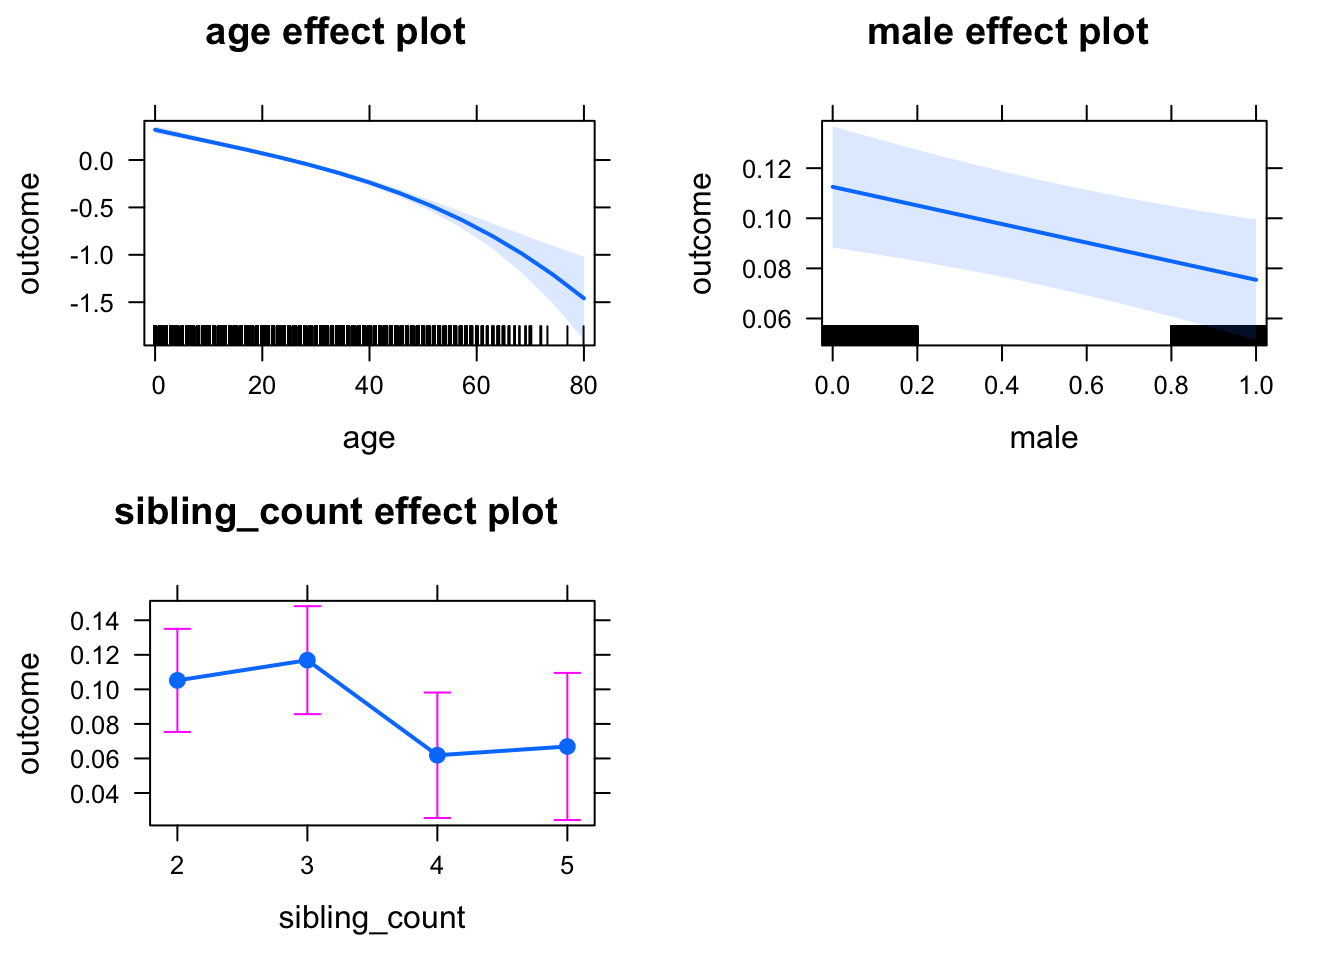 age effect plot
outcome
0.0
-0.5
-1.0
-1.5
0 20 40 60 80
age
male effect plot
outcome
0.12
0.10
0.08
0.06
0.0 0.2 0.4 0.6 0.8 1.0
male
sibling_count effect plot
outcome
0.14
0.12
0.10
0.08
0.06
0.04
2 3 4 5
sibling_count